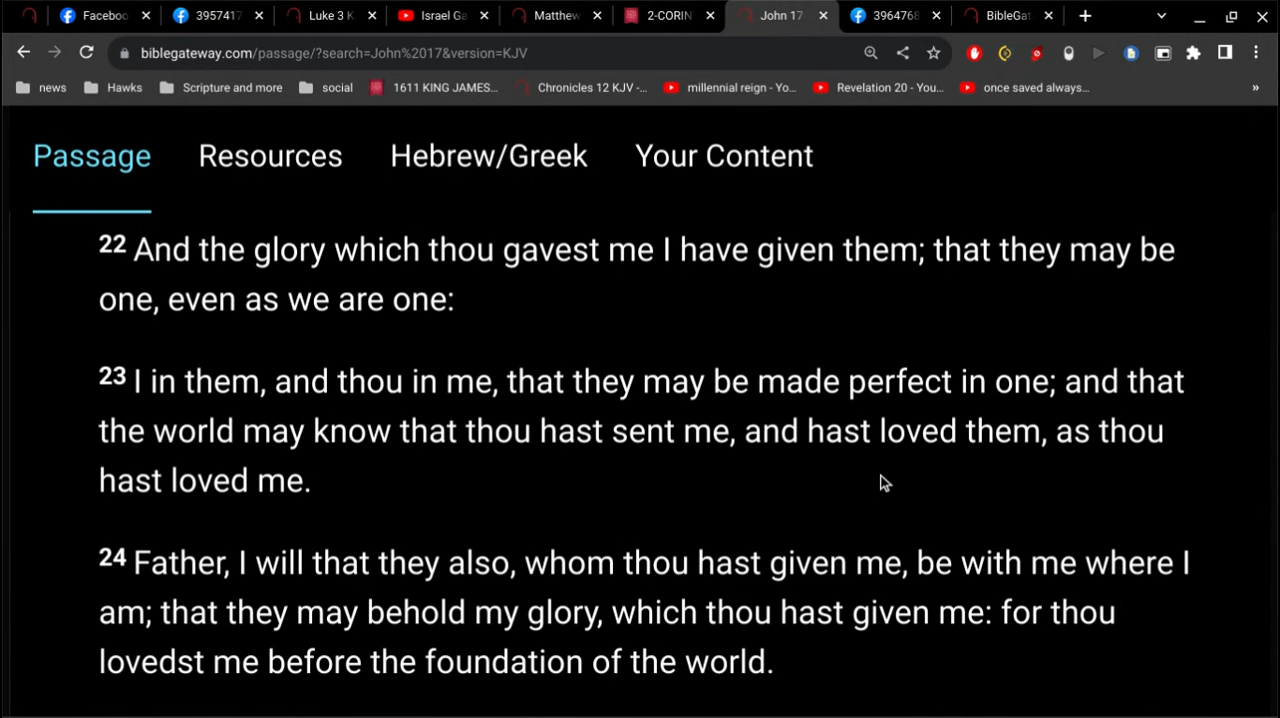 Faceboo
3957417
Luke 3 K
Israel Ga
Matthew
2-CORIN
John 17
3964768
BibleGat
biblegateway.com/passage/?search=John%2017&version=KJV
news
Hawks
Scripture and more
social
1611 KING JAMES...
Chronicles 12 KJV -...
millennial reign - Yo...
Revelation 20 - You...
once saved always...
»
Passage
Resources
Hebrew/Greek
Your Content
22 And the glory which thou gavest me I have given them; that they may be
one, even as we are one:
23 I in them, and thou in me, that they may be made perfect in one; and that
the world may know that thou hast sent me, and hast loved them, as thou
hast loved me.
24 Father, I will that they also, whom thou hast given me, be with me where I
am; that they may behold my glory, which thou hast given me: for thou
lovedst me before the foundation of the world.